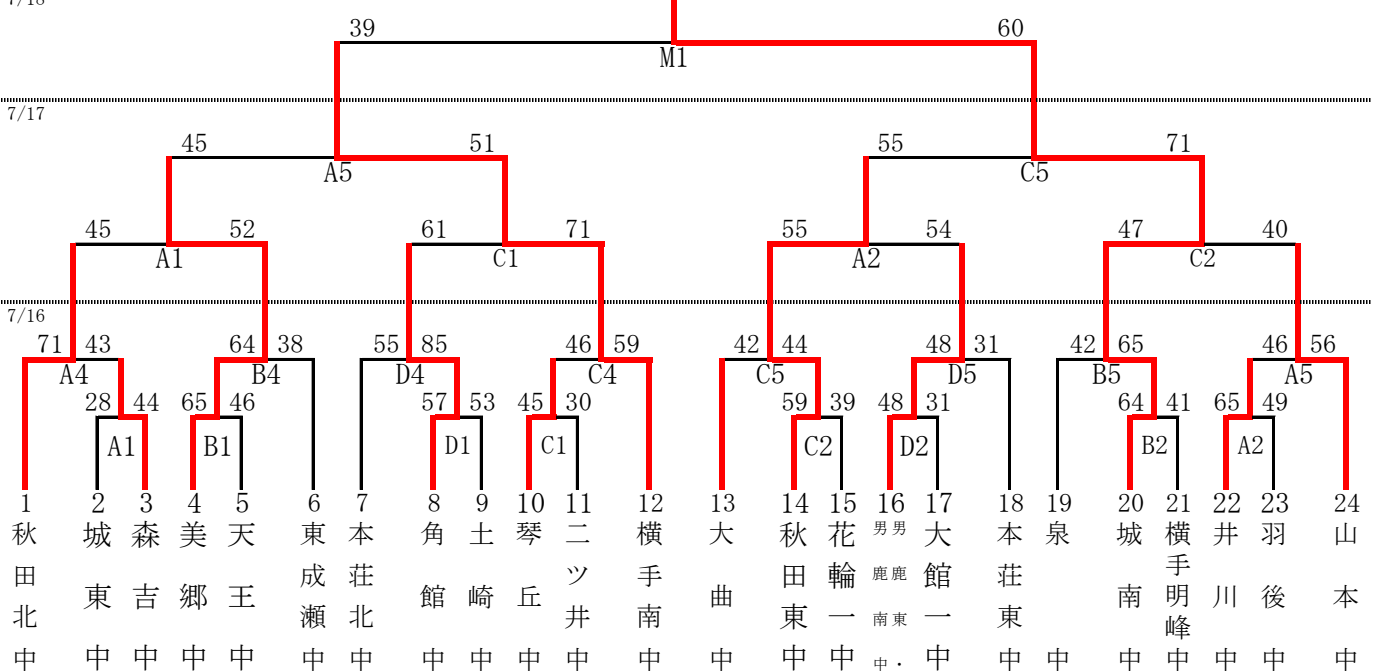 39 60
M1
7/17
45 51 55 71
A5 C5
45 52 61 71 55 54 47 40
A1 C1 A2 C2
7/16
71 43 64 38 55 85 46 59 42 44 48 31 42 65 46 56
A4 B4 D4 C4 C5 D5 B5 A5
28 44 65 46 57 53 45 30 59 39 48 31 64 41 65 49
A1 B1 D1 C1 C2 D2 B2 A2
1 2 3 4 5 6 7 8 9 10 11 12 13 14 15 16 17 18 19 20 21 22 23 24
秋田北中
城東中
森吉中
美郷中
天王中
東成瀬中
本荘北中
角館中
土崎中
琴丘中
二ツ井中
横手南中
大曲中
秋田東中
花輪一中
男鹿東・
男鹿南中
大館一中
本荘東中
泉中
城南中
横手明峰中
井川中
羽後中
山本中